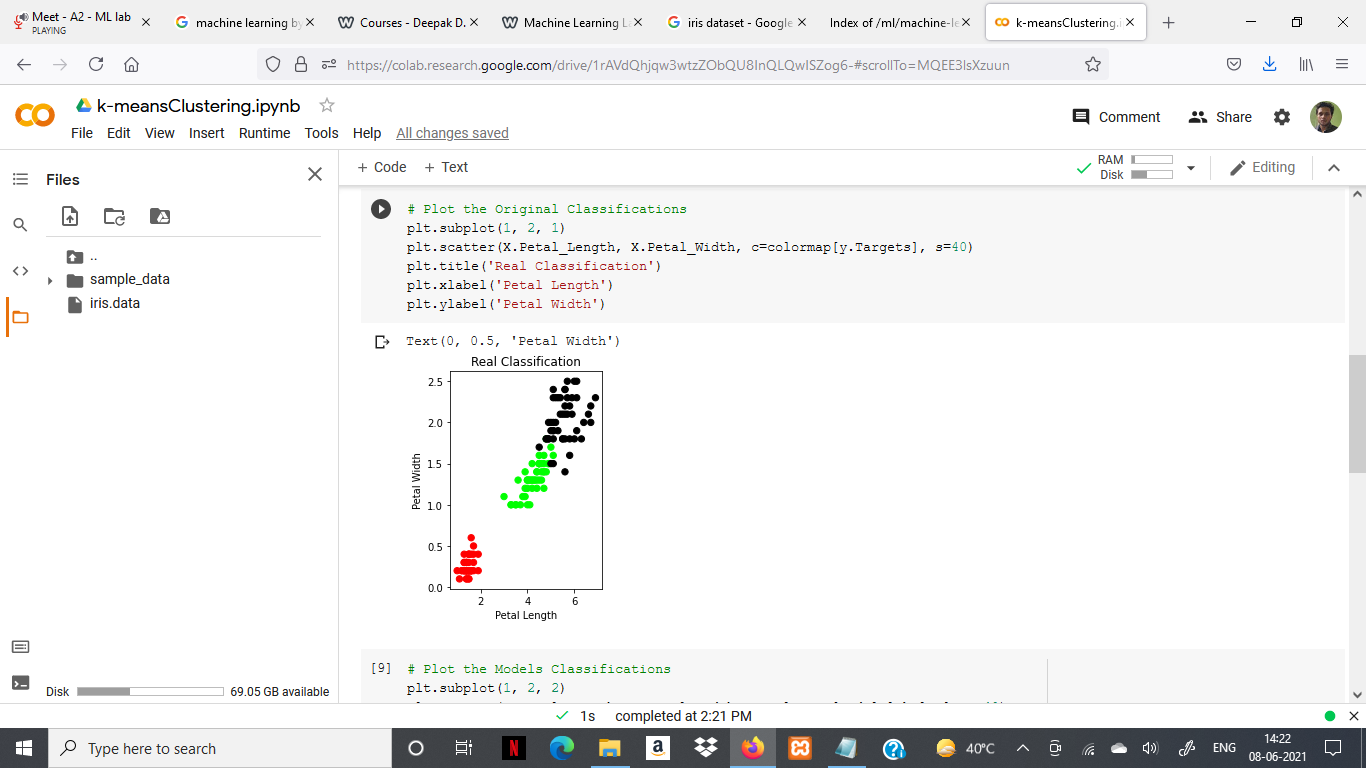 Meet - A2 - ML lab
PLAYING
machine learning by
Courses - Deepak D.
Machine Learning L
iris dataset - Google
Index of /ml/machine-le
k-meansClustering.i
https://colab.research.google.com/drive/1rAVdQhjqw3wtzZObQU8InQLQwISZog6-#scrollTo=MQEE3lsXzuun
k-meansClustering.ipynb
File Edit View Insert Runtime Tools Help All changes saved
Comment
Share
Files
+ Code + Text
RAM
Disk
Editing
..
sample_data
iris.data
# Plot the Original Classifications
plt.subplot(1, 2, 1)
plt.scatter(X.Petal_Length, X.Petal_Width, c=colormap[y.Targets], s=40)
plt.title('Real Classification')
plt.xlabel('Petal Length')
plt.ylabel('Petal Width')
Text(0, 0.5, 'Petal Width')
Real Classification
2.5
2.0
1.5
1.0
0.5
0.0
Petal Width
2 4 6
Petal Length
[9]
# Plot the Models Classifications
plt.subplot(1, 2, 2)
Disk 69.05 GB available
1s completed at 2:21 PM
Type here to search
40°C
ENG
14:22
08-06-2021